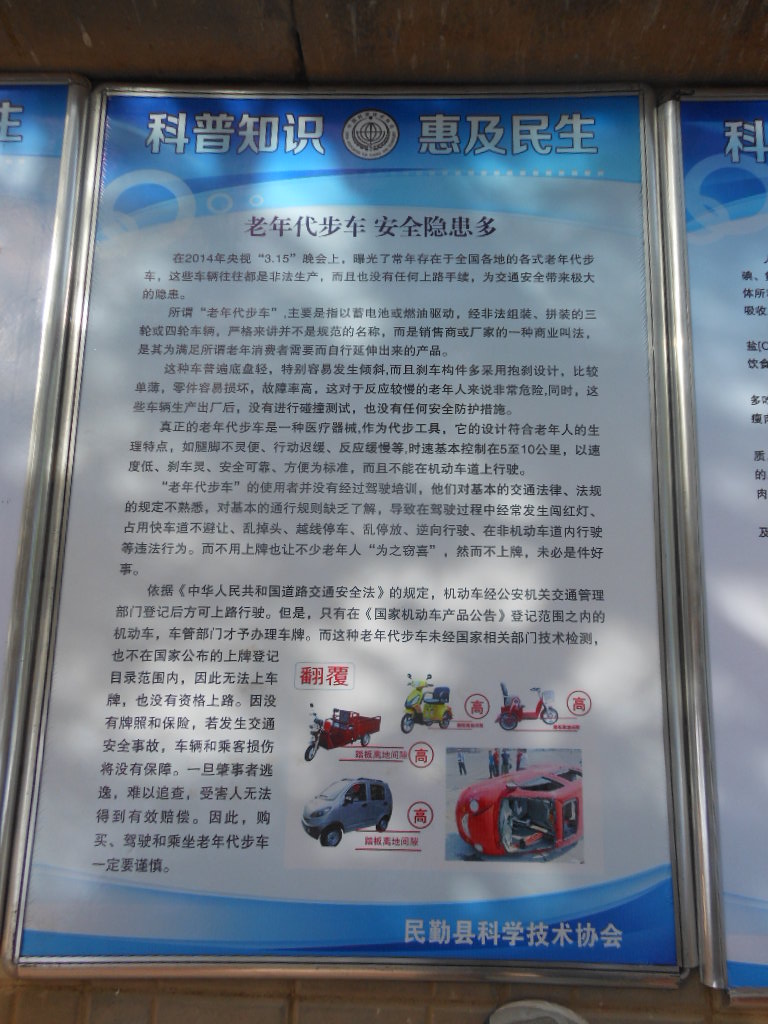 生
科普知识 惠及民生
老年代步车 安全隐患多
在2014年央视“3.15”晚会上，曝光了常年存在于全国各地的各式老年代步
车，这些车辆往往都是非法生产，而且也没有任何上路手续，为交通安全带来极大
的隐患。
所谓“老年代步车”,主要是指以蓄电池或燃油驱动，经非法组装、拼装的三
轮或四轮车辆，严格来讲并不是规范的名称，而是销售商或厂家的一种商业叫法，
是其为满足所谓老年消费者需要而自行延伸出来的产品。
这种车普遍底盘轻，特别容易发生倾斜,而且刹车构件多采用抱刹设计，比较
单薄，零件容易损坏，故障率高，这对于反应较慢的老年人来说非常危险,同时，这
些车辆生产出厂后，没有进行碰撞测试，也没有任何安全防护措施。
真正的老年代步车是一种医疗器械,作为代步工具，它的设计符合老年人的生
理特点，如腿脚不灵便、行动迟缓、反应缓慢等,时速基本控制在5至10公里，以速
度低、刹车灵、安全可靠、方便为标准，而且不能在机动车道上行驶。
“老年代步车”的使用者并没有经过驾驶培训，他们对基本的交通法律、法规
的规定不熟悉，对基本的通行规则缺乏了解，导致在驾驶过程中经常发生闯红灯、
占用快车道不避让、乱掉头、越线停车、乱停放、逆向行驶、在非机动车道内行驶
等违法行为。而不用上牌也让不少老年人“为之窃喜”，然而不上牌，未必是件好
事。
依据《中华人民共和国道路交通安全法》的规定，机动车经公安机关交通管理
部门登记后方可上路行驶。但是，只有在《国家机动车产品公告》登记范围之内的
机动车，车管部门才予办理车牌。而这种老年代步车未经国家相关部门技术检测，
也不在国家公布的上牌登记
目录范围内，因此无法上车
牌，也没有资格上路。因没
有牌照和保险，若发生交通
安全事故，车辆和乘客损伤
将没有保障。一旦肇事者逃
逸，难以追查，受害人无法
得到有效赔偿。因此，购
买、驾驶和乘坐老年代步车
一定要谨慎。
翻覆
高
高
踏板离地间隙 高
高
踏板离地间隙
民勤县科学技术协会
科
碘、
体所
吸收
盐[C
饮食
多吃
瘦肉
质
的
肉
及